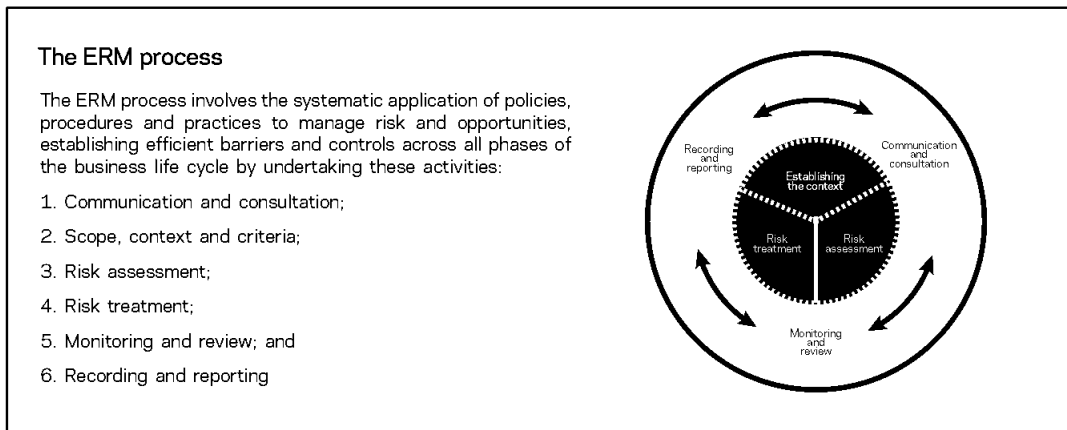 The ERM process
The ERM process involves the systematic application of policies,
procedures and practices to manage risk and opportunities,
establishing efficient barriers and controls across all phases of
the business life cycle by undertaking these activities:
1. Communication and consultation;
2. Scope, context and criteria;
3. Risk assessment;
4. Risk treatment;
5. Monitoring and review; and
6. Recording and reporting
Recording
and
reporting
Communication
and
consultation
Establishing
the context
Risk
treatment
Risk
assessment
Monitoring
and
review